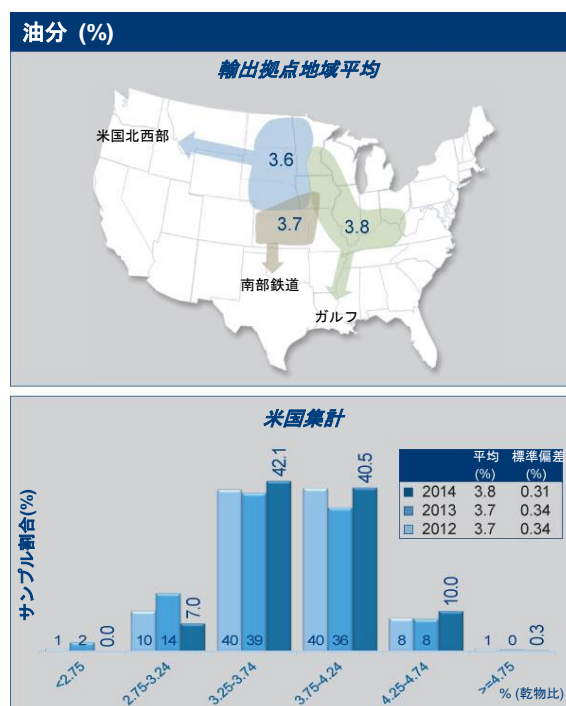 油分 (%)
輸出拠点地域平均
米国北西部
3.6
3.7
3.8
南部鉄道
ガルフ
米国集計
平均 標準偏差
(%) (%)
2014 3.8 0.31
2013 3.7 0.34
2012 3.7 0.34
サンプル割合(%)
1 2 0.0
10 14 7.0
40 39 42.1
40 36 40.5
8 8 10.0
1 0 0.3
<2.75
2.75-3.24
3.25-3.74
3.75-4.24
4.25-4.74
>=4.75
% (乾物比)